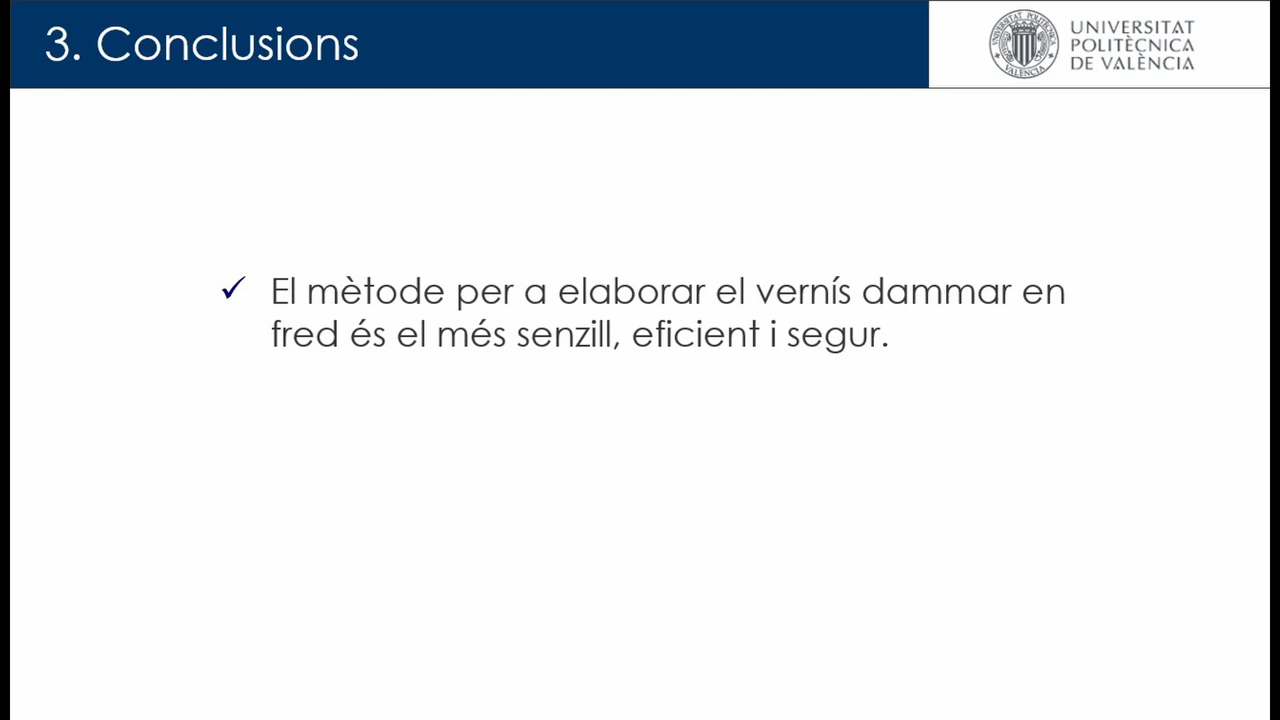 3. Conclusions
UNIVERSITAT
POLITÈCNICA
DE VALÈNCIA
✓ El mètode per a elaborar el vernís dammar en
fred és el més senzill, eficient i segur.